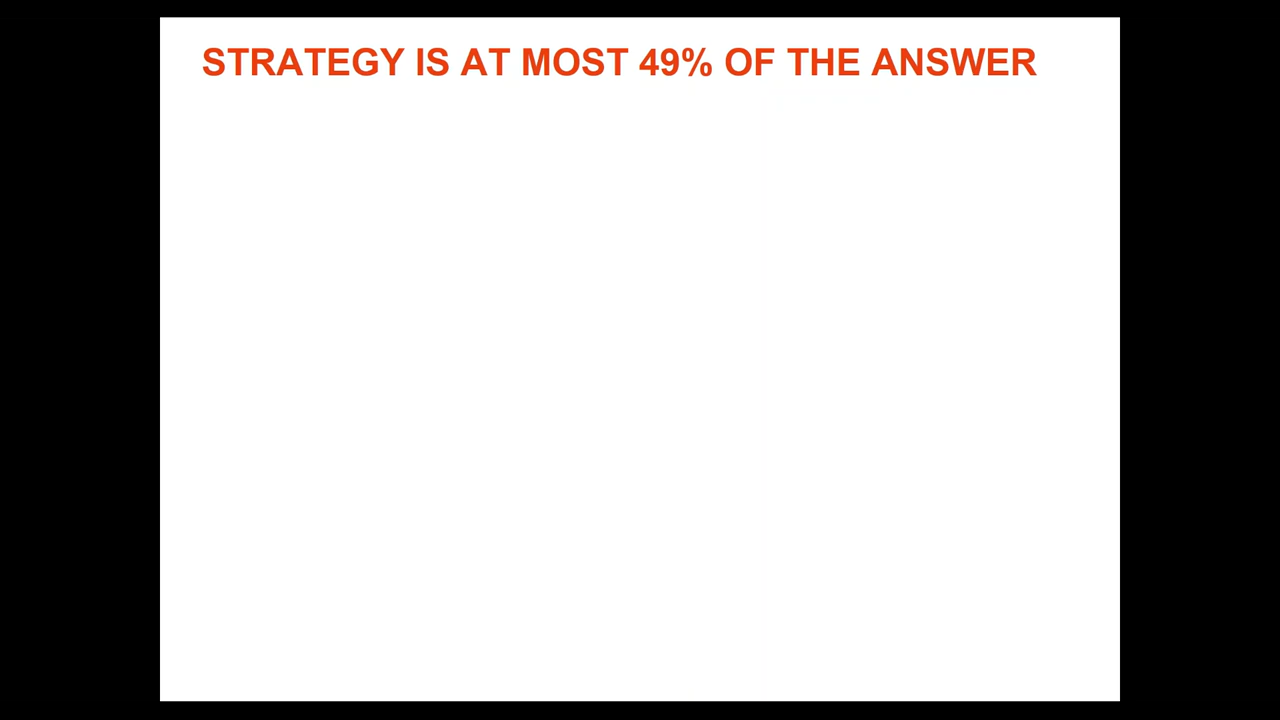 STRATEGY IS AT MOST 49% OF THE ANSWER